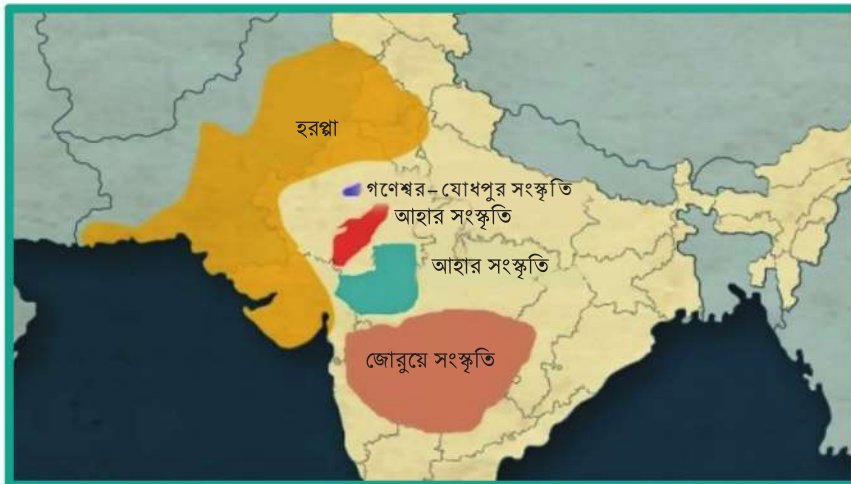 হরপ্পা
গণেশ্বর–যোধপুর সংস্কৃতি
আহার সংস্কৃতি
আহার সংস্কৃতি
জোরুয়ে সংস্কৃতি